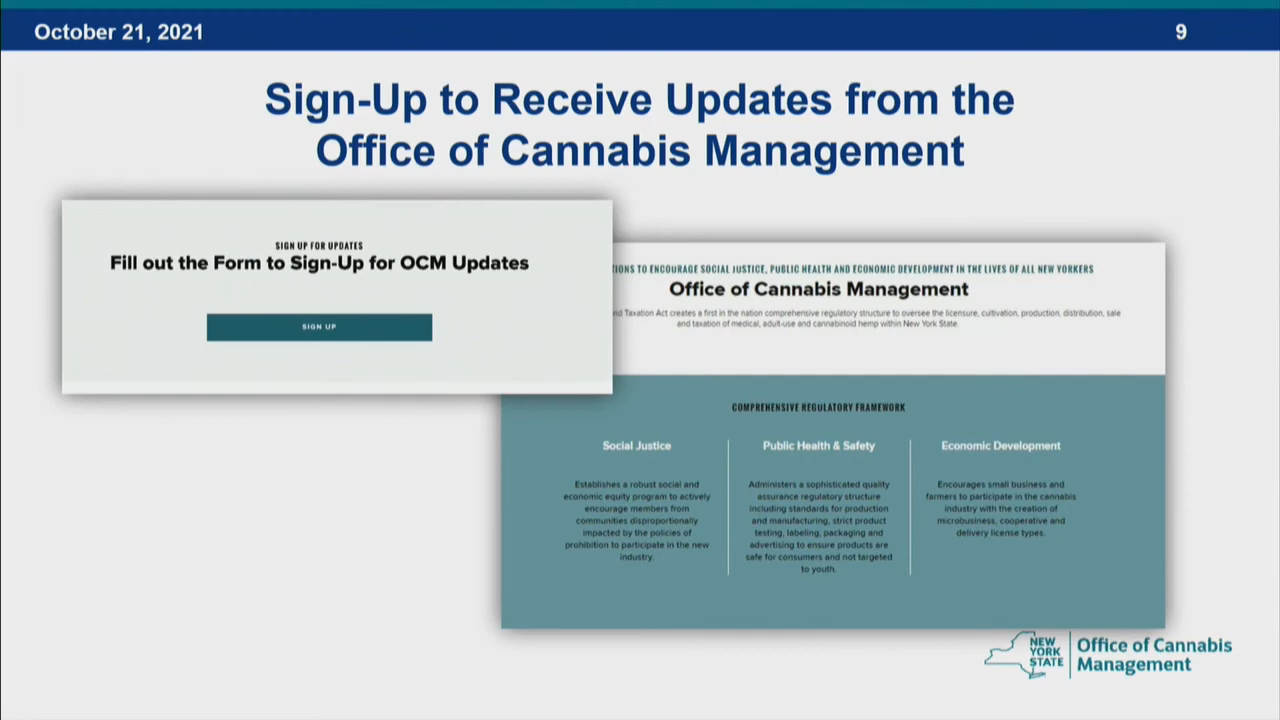 October 21, 2021
9
Sign-Up to Receive Updates from the
Office of Cannabis Management
SIGN UP FOR UPDATES
Fill out the Form to Sign-Up for OCM Updates
SIGN UP
TO ENCOURAGE SOCIAL JUSTICE, PUBLIC HEALTH AND ECONOMIC DEVELOPMENT IN THE LIVES OF ALL NEW YORKERS
Office of Cannabis Management
Taxation Act creates a first in the nation comprehensive regulatory structure to oversee the licensure, cultivation, production, distribution, sale
and taxation of medical, adult-use and cannabinoid hemp within New York State.
COMPREHENSIVE REGULATORY FRAMEWORK
Social Justice
Establishes a robust social and
economic equity program to actively
encourage members from
communities disproportionally
impacted by the policies of
prohibition to participate in the new
industry.
Public Health & Safety
Administers a sophisticated quality
assurance regulatory structure
including standards for production
and manufacturing, strict product
testing, labeling, packaging and
advertising to ensure products are
safe for consumers and not targeted
to youth.
Economic Development
Encourages small business and
farmers to participate in the cannabis
industry with the creation of
microbusiness, cooperative and
delivery license types.
NEW
YORK
STATE
Office of Cannabis
Management